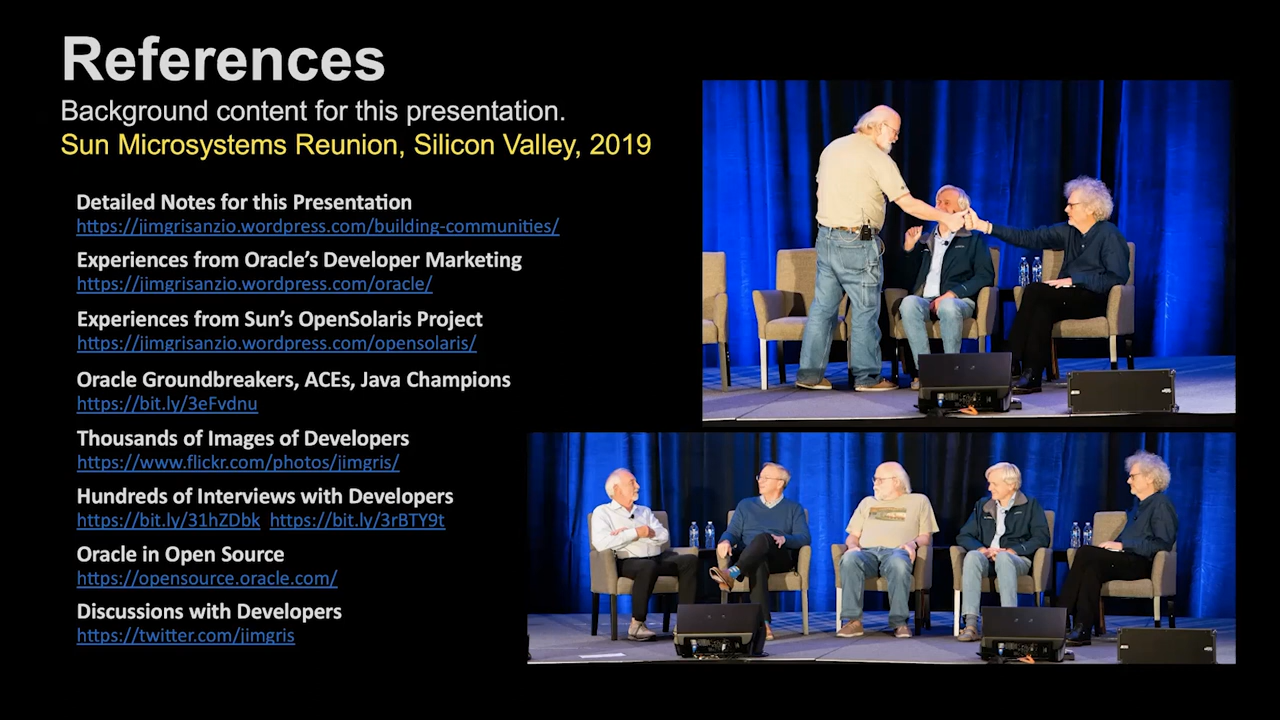 References
Background content for this presentation.
Sun Microsystems Reunion, Silicon Valley, 2019
Detailed Notes for this Presentation
https://jimgrisanzio.wordpress.com/building-communities/
Experiences from Oracle’s Developer Marketing
https://jimgrisanzio.wordpress.com/oracle/
Experiences from Sun’s OpenSolaris Project
https://jimgrisanzio.wordpress.com/opensolaris/
Oracle Groundbreakers, ACEs, Java Champions
https://bit.ly/3eFvdnu
Thousands of Images of Developers
https://www.flickr.com/photos/jimgris/
Hundreds of Interviews with Developers
https://bit.ly/31hZDbk https://bit.ly/3rBTY9t
Oracle in Open Source
https://opensource.oracle.com/
Discussions with Developers
https://twitter.com/jimgris